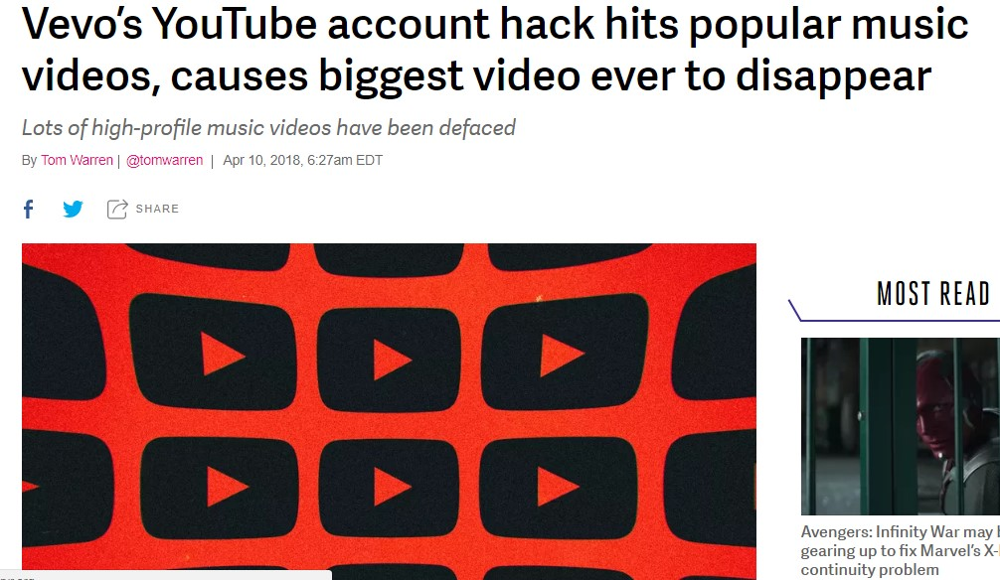 Vevo’s YouTube account hack hits popular music
videos, causes biggest video ever to disappear
Lots of high-profile music videos have been defaced
By Tom Warren | @tomwarren | Apr 10, 2018, 6:27am EDT
SHARE
MOST READ
Avengers: Infinity War may
gearing up to fix Marvel’s X-
continuity problem